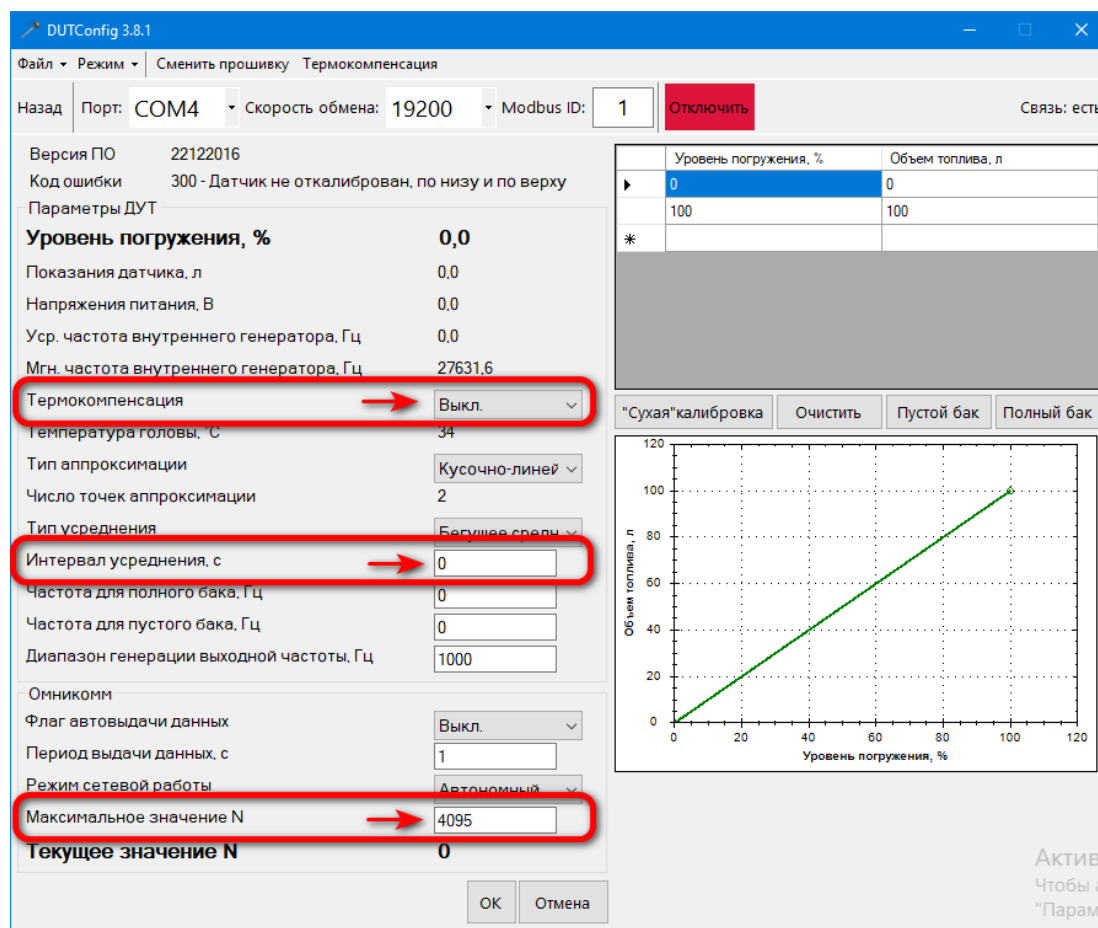 DUTConfig 3.8.1
Файл Режим Сменить прошивку Термокомпенсация
Назад Порт: COM4 Скорость обмена: 19200 Modbus ID: 1 Отключить Связь: есть
Версия ПО 22122016
Код ошибки 300 - Датчик не откалиброван, по низу и по верху
Параметры ДУТ
Уровень погружения, % 0,0
Показания датчика, л 0,0
Напряжения питания, В 0,0
Уср. частота внутреннего генератора, Гц 0,0
Мгн. частота внутреннего генератора, Гц 27631,6
Термокомпенсация Выкл.
Температура головы, °С 34
Тип аппроксимации Кусочно-линей
Число точек аппроксимации 2
Тип усреднения Бегущее средн
Интервал усреднения, с 0
Частота для полного бака, Гц 0
Частота для пустого бака, Гц 0
Диапазон генерации выходной частоты, Гц 1000
Омникомм
Флаг автовыдачи данных Выкл.
Период выдачи данных, с 1
Режим сетевой работы Автономный
Максимальное значение N 4095
Текущее значение N 0
OK Отмена
Уровень погружения, % Объем топлива, л
0 0
100 100
"Сухая"калибровка Очистить Пустой бак Полный бак
120
100
80
60
40
20
0
Объем топлива, л
0 20 40 60 80 100 120
Уровень погружения, %
Актив
Чтобы а
"Парам